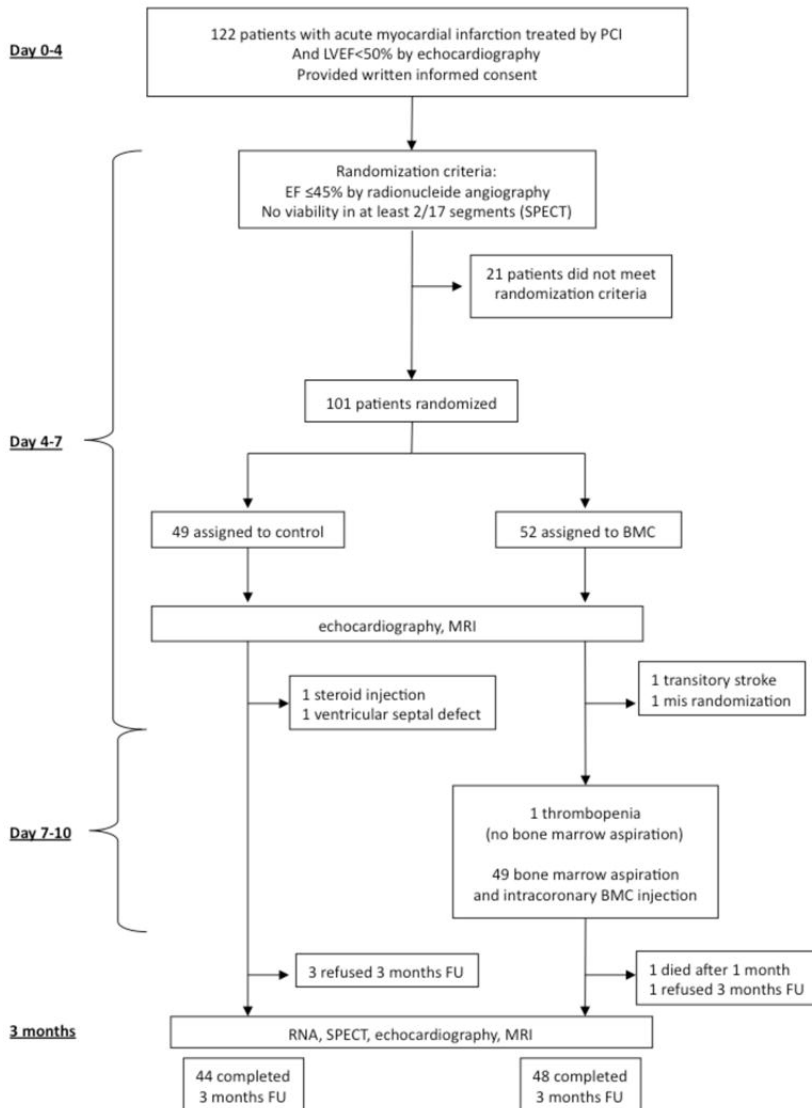 Day 0-4
122 patients with acute myocardial infarction treated by PCI
And LVEF<50% by echocardiography
Provided written informed consent
Randomization criteria:
EF ≤45% by radionucleide angiography
No viability in at least 2/17 segments (SPECT)
21 patients did not meet
randomization criteria
101 patients randomized
Day 4-7
49 assigned to control
52 assigned to BMC
echocardiography, MRI
1 steroid injection
1 ventricular septal defect
1 transitory stroke
1 mis randomization
Day 7-10
1 thrombopenia
(no bone marrow aspiration)
49 bone marrow aspiration
and intracoronary BMC injection
3 refused 3 months FU
1 died after 1 month
1 refused 3 months FU
3 months
RNA, SPECT, echocardiography, MRI
44 completed
3 months FU
48 completed
3 months FU